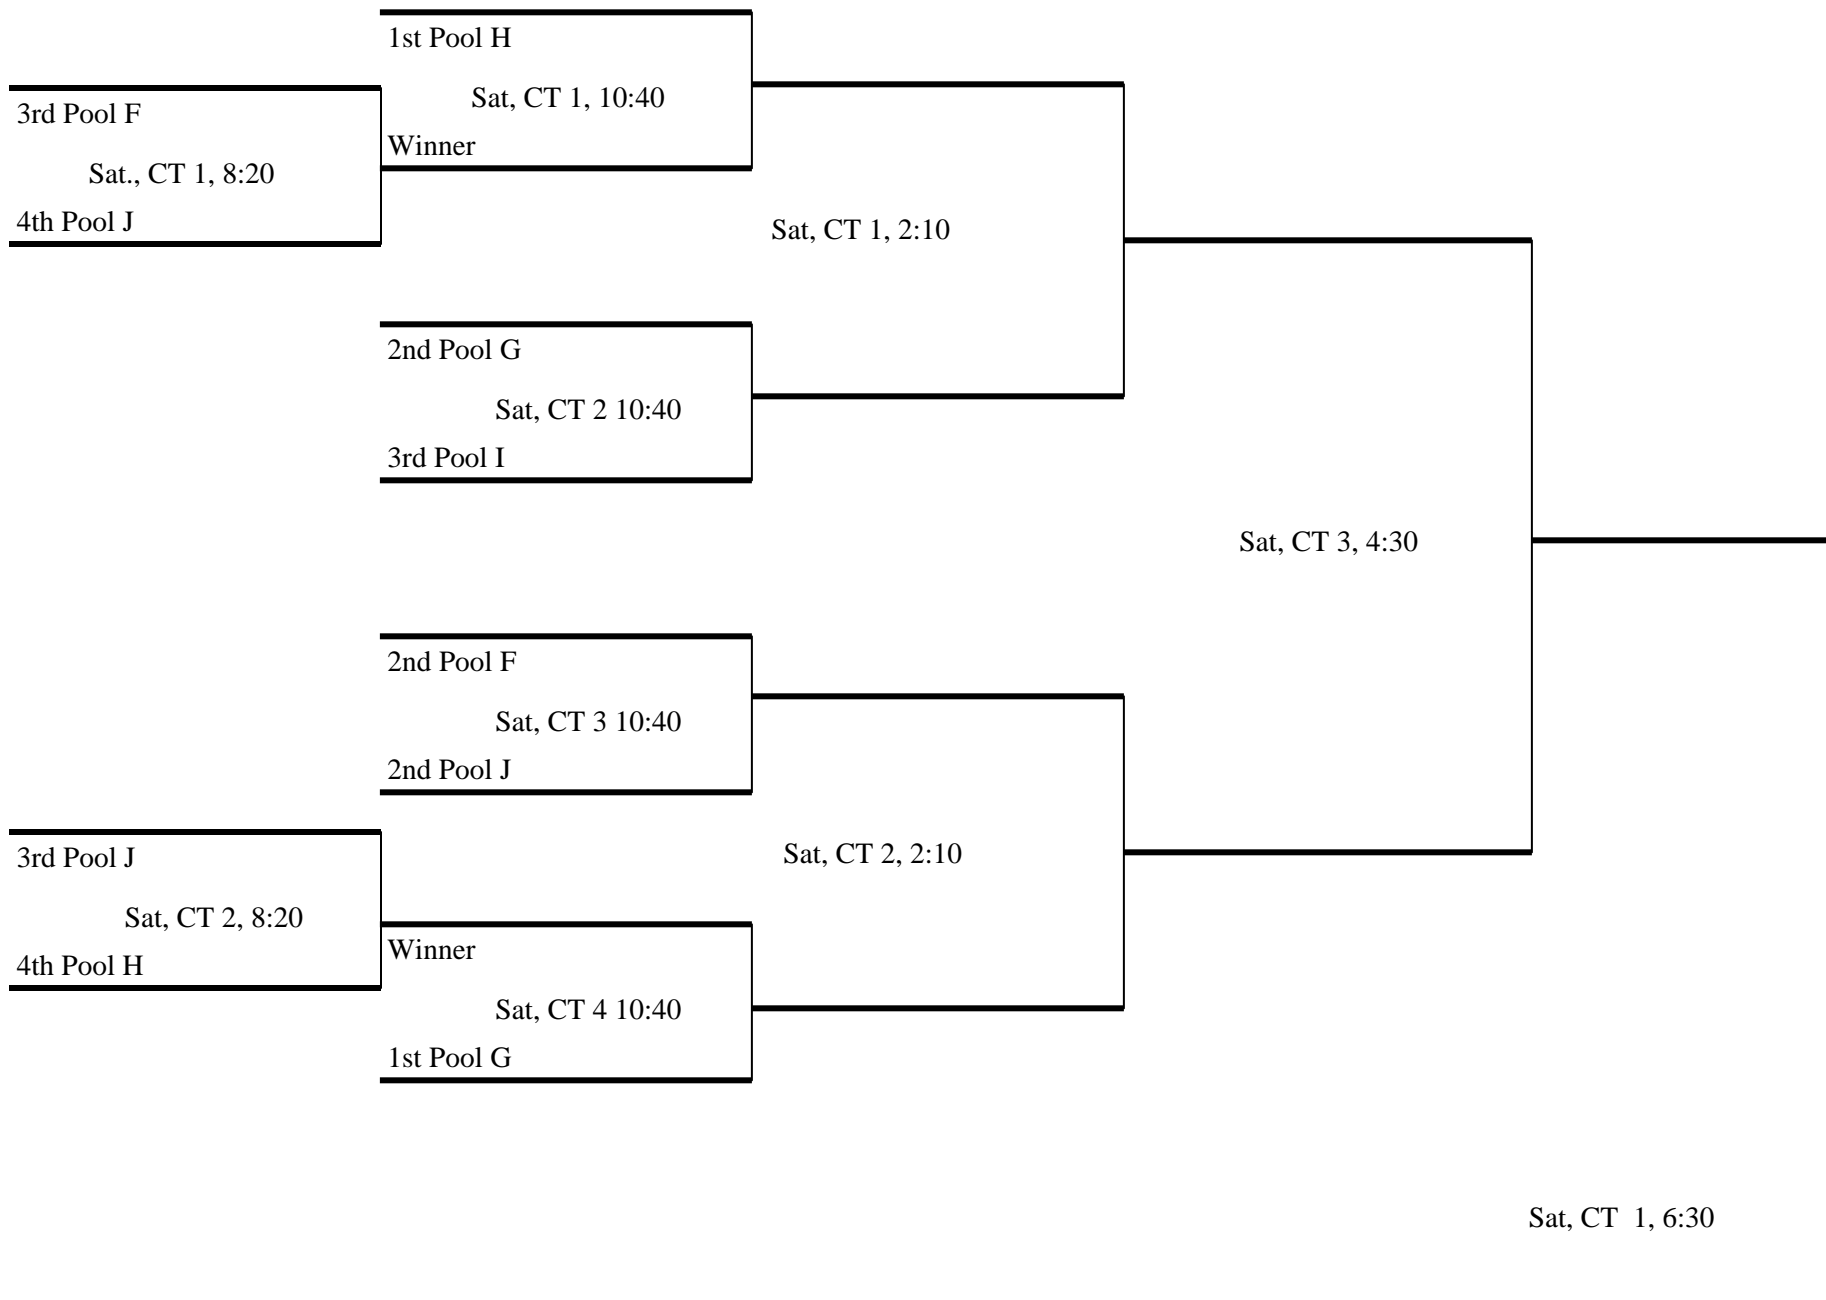 1st Pool H
Sat, CT 1, 10:40
3rd Pool F
Winner
Sat., CT 1, 8:20
4th Pool J
Sat, CT 1, 2:10
2nd Pool G
Sat, CT 2 10:40
3rd Pool I
Sat, CT 3, 4:30
2nd Pool F
Sat, CT 3 10:40
2nd Pool J
3rd Pool J
Sat, CT 2, 2:10
Sat, CT 2, 8:20
Winner
4th Pool H
Sat, CT 4 10:40
1st Pool G
Sat, CT  1, 6:30